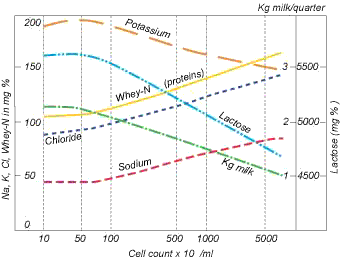 Kg milk/quarter
200
150
100
50
0
Na, K, Cl, Whey-N in mg %
Potassium
Whey-N (proteins)
Chloride
Lactose
Sodium
Kg milk
3 5500
2 5000
1 4500
Lactose (mg %)
10 50 100 500 1000 5000
Cell count x 10 /ml